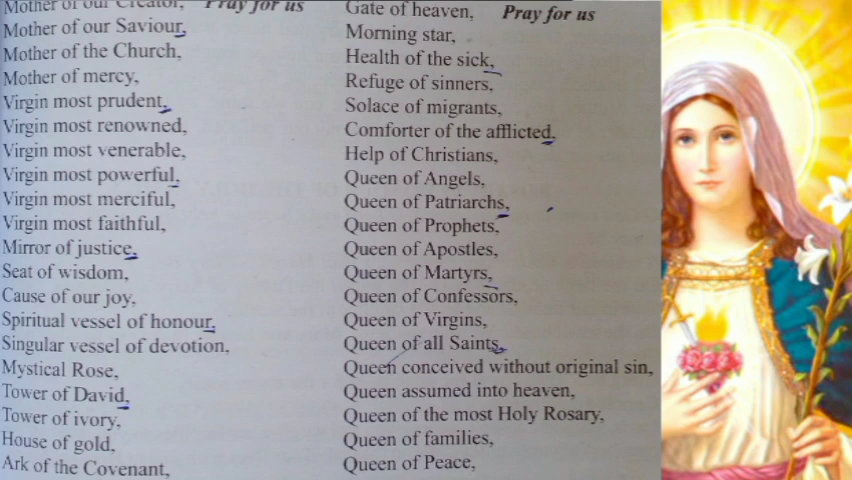 Mother of our Creator, Pray for us
Mother of our Saviour,
Mother of the Church,
Mother of mercy,
Virgin most prudent,
Virgin most renowned,
Virgin most venerable,
Virgin most powerful,
Virgin most merciful,
Virgin most faithful,
Mirror of justice,
Seat of wisdom,
Cause of our joy,
Spiritual vessel of honour,
Singular vessel of devotion,
Mystical Rose,
Tower of David,
Tower of ivory,
House of gold,
Ark of the Covenant,
Gate of heaven, Pray for us
Morning star,
Health of the sick,
Refuge of sinners,
Solace of migrants,
Comforter of the afflicted,
Help of Christians,
Queen of Angels,
Queen of Patriarchs,
Queen of Prophets,
Queen of Apostles,
Queen of Martyrs,
Queen of Confessors,
Queen of Virgins,
Queen of all Saints,
Queen conceived without original sin,
Queen assumed into heaven,
Queen of the most Holy Rosary,
Queen of families,
Queen of Peace,